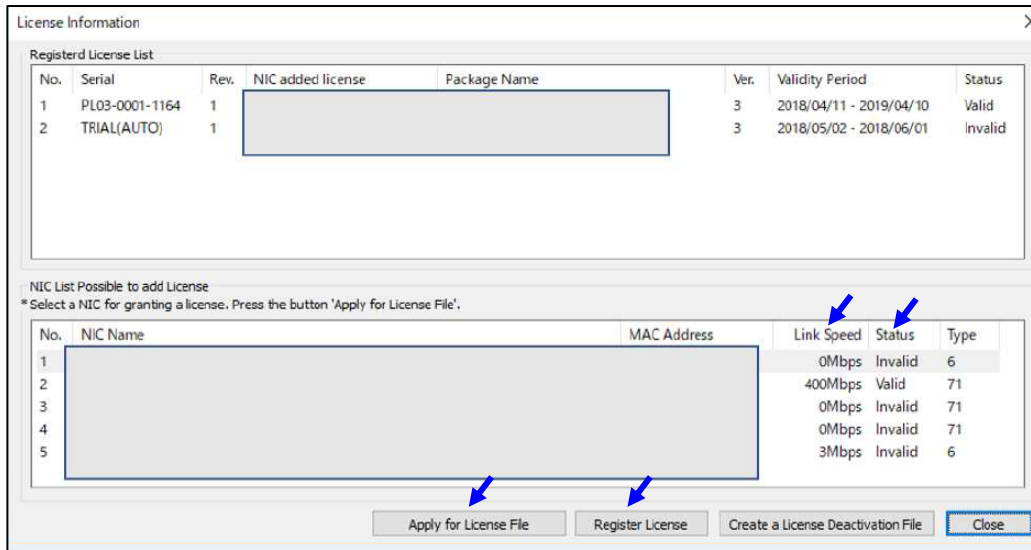 License Information
Registerd License List
No. Serial Rev. NIC added license Package Name Ver. Validity Period Status
1 PL03-0001-1164 1 3 2018/04/11 - 2019/04/10 Valid
2 TRIAL(AUTO) 1 3 2018/05/02 - 2018/06/01 Invalid
NIC List Possible to add License
*Select a NIC for granting a license. Press the button 'Apply for License File'.
No. NIC Name MAC Address Link Speed Status Type
1 0Mbps Invalid 6
2 400Mbps Valid 71
3 0Mbps Invalid 71
4 0Mbps Invalid 71
5 3Mbps Invalid 6
Apply for License File Register License Create a License Deactivation File Close